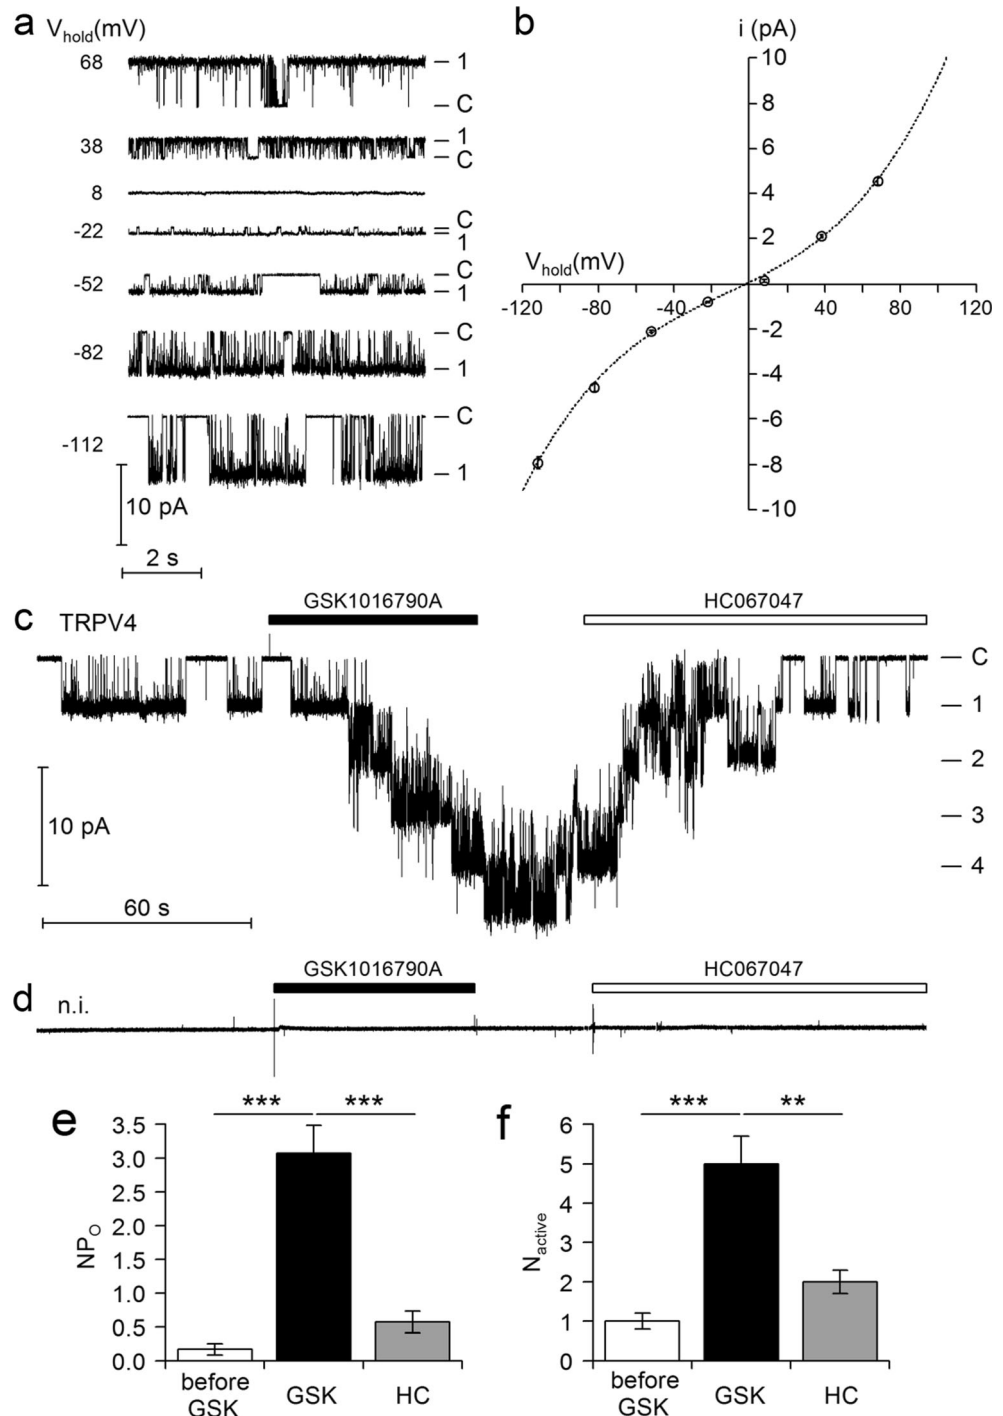 a
V_hold(mV)
68
1
C
38
1
C
8
-22
C
1
-52
C
1
-82
C
1
-112
C
1
10 pA
2 s
b
i (pA)
10
8
6
4
2
V_hold(mV)
-120
-80
-40
40
80
120
-2
-4
-6
-8
-10
c
TRPV4
GSK1016790A
HC067047
C
1
2
3
4
10 pA
60 s
d
n.i.
GSK1016790A
HC067047
e
*** ***
NP_O
3.5
3.0
2.5
2.0
1.5
1.0
0.5
0.0
before
GSK
GSK
HC
f
*** **
N_active
6
5
4
3
2
1
0
before
GSK
GSK
HC